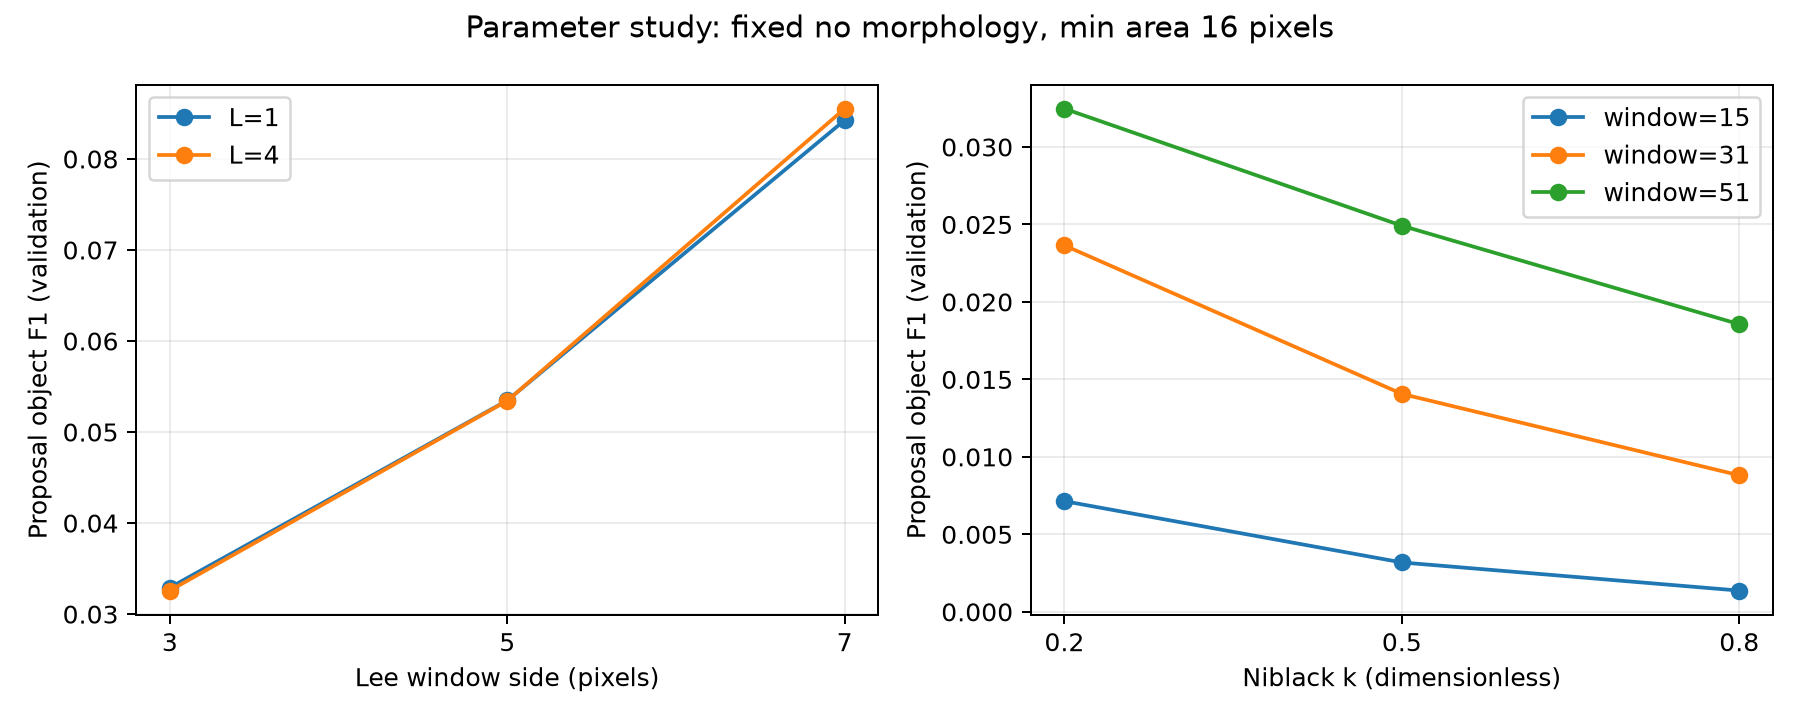 Parameter study: fixed no morphology, min area 16 pixels
Proposal object F1 (validation)
0.08
0.07
0.06
0.05
0.04
0.03
L=1
L=4
3 5 7
Lee window side (pixels)
Proposal object F1 (validation)
0.030
0.025
0.020
0.015
0.010
0.005
0.000
window=15
window=31
window=51
0.2 0.5 0.8
Niblack k (dimensionless)